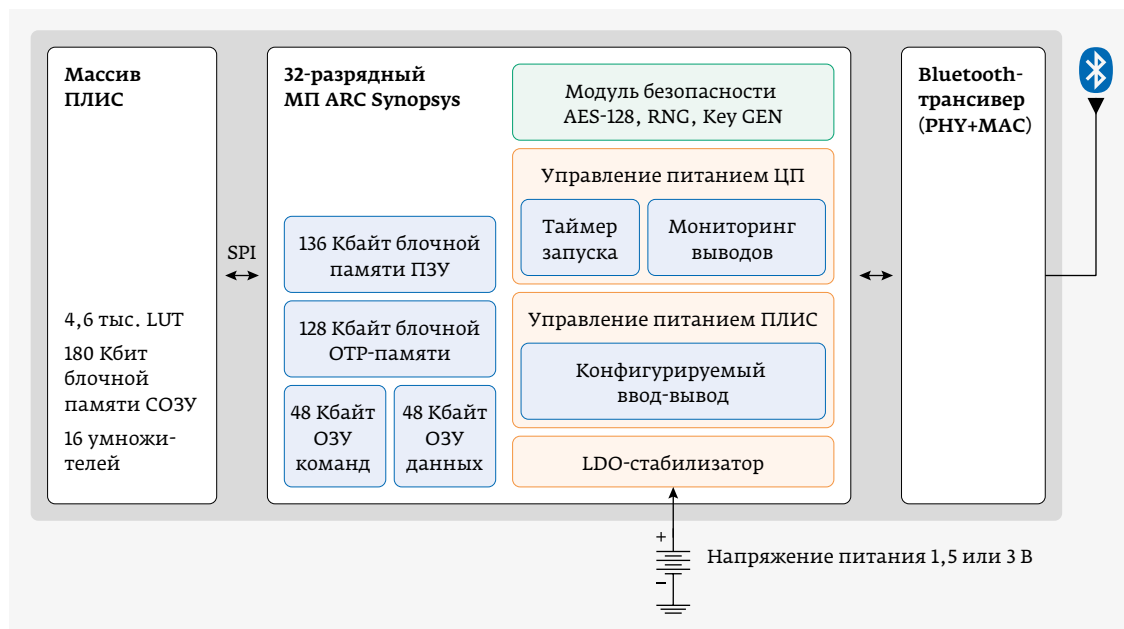 Массив
ПЛИС
4,6 тыс. LUT
180 Кбит
блочной
памяти СОЗУ
16 умножи-
телей
SPI
32-разрядный
МП ARC Synopsys
136 Кбайт блочной
памяти ПЗУ
128 Кбайт блочной
OTP-памяти
48 Кбайт
ОЗУ
команд
48 Кбайт
ОЗУ
данных
Модуль безопасности
AES-128, RNG, Key GEN
Управление питанием ЦП
Таймер
запуска
Мониторинг
выводов
Управление питанием ПЛИС
Конфигурируемый
ввод-вывод
LDO-стабилизатор
Bluetooth-
трансивер
(PHY+MAC)
+
–
Напряжение питания 1,5 или 3 В